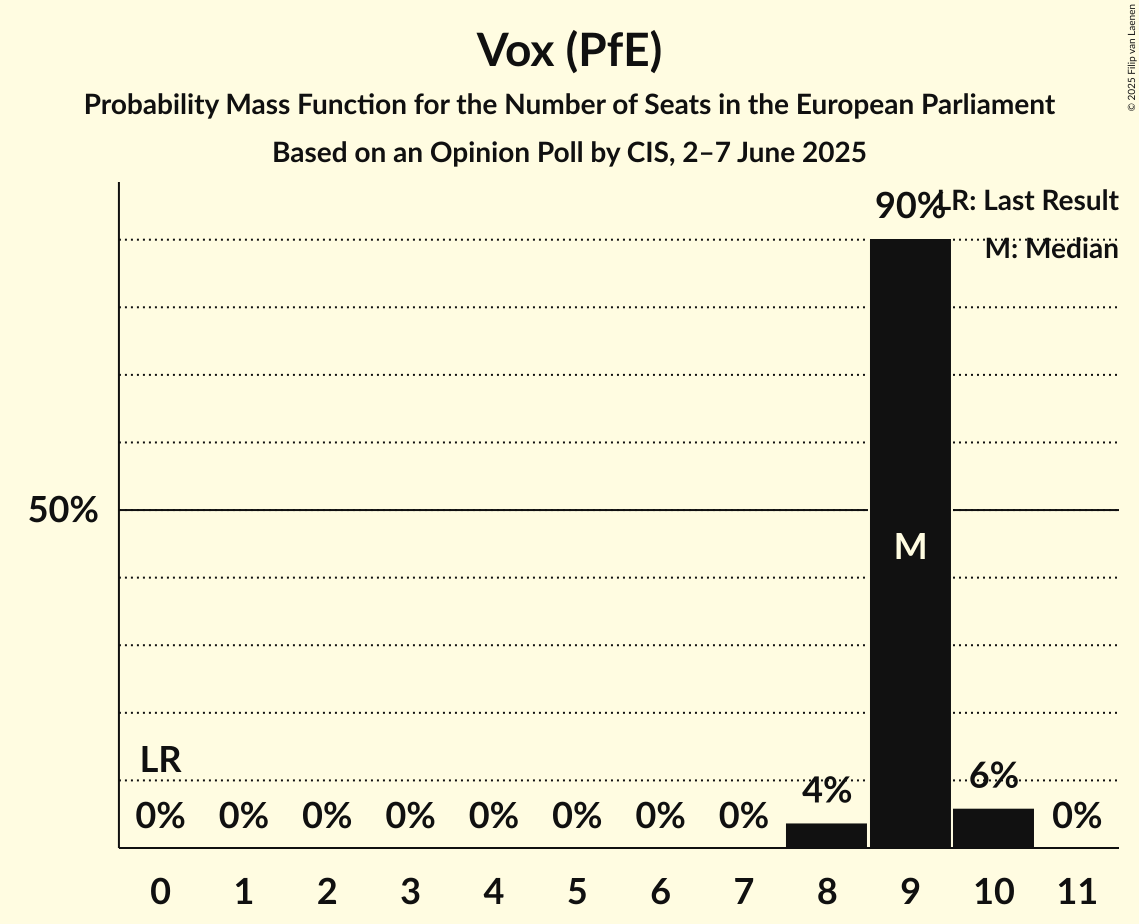 Vox (PfE)
Probability Mass Function for the Number of Seats in the European Parliament
Based on an Opinion Poll by CIS, 2–7 June 2025
© 2025 Filip van Laenen
LR: Last Result
M: Median
50%
LR
0% 0% 0% 0% 0% 0% 0% 0% 4% 90% 6% 0%
M
0 1 2 3 4 5 6 7 8 9 10 11